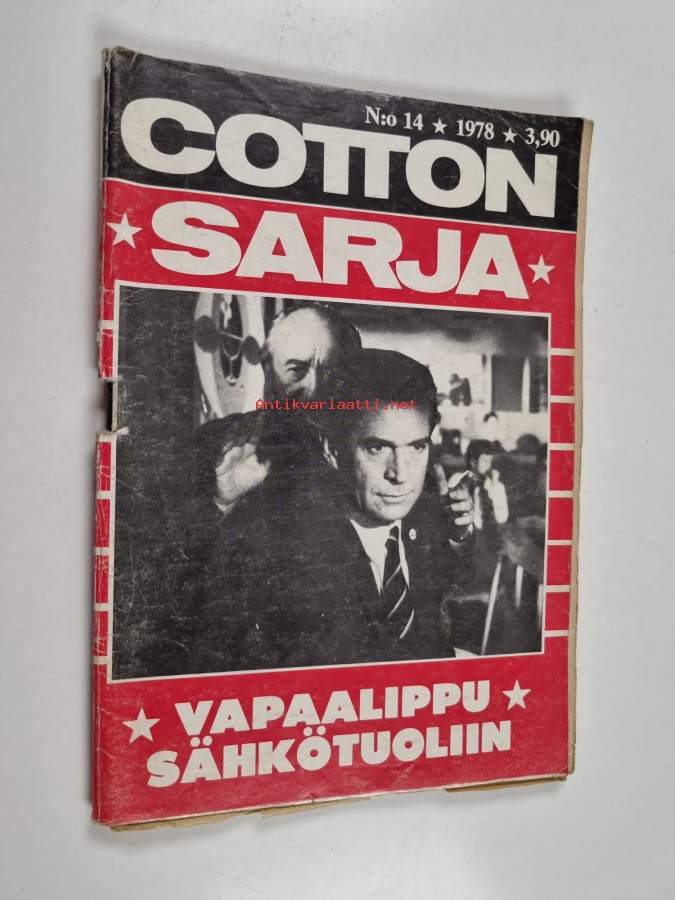 N:o 14 ★ 1978 ★ 3,90
COTTON
★ SARJA ★
Antikvariaatti.net
★ VAPAALIPPU ★
SÄHKÖTUOLIIN